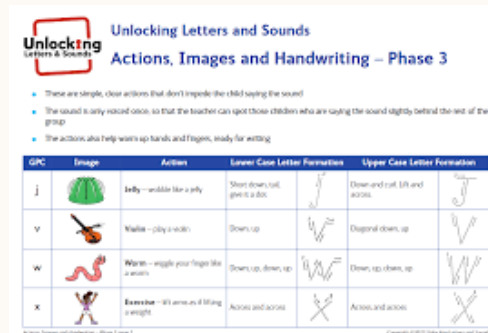 Unlocking
Letters & Sounds
Unlocking Letters and Sounds
Actions, Images and Handwriting – Phase 3
These are simple, clear actions that don't impede the child saying the sound
The sound is only voiced once, so that the teacher can spot those children who are saying the sound slightly behind the rest of the
group
The actions also help warm up hands and fingers, ready for writing
GPC Image Action Lower Case Letter Formation Upper Case Letter Formation
j Jelly – wobble like a jelly Short down, tail, give it a dot. Down and curl. Lift and across.
v Violin – play a violin Down, up Diagonal down, up
w Worm – wiggle your finger like a worm Down, up, down, up Down, up, down, up
x Exercise – lift arms as if lifting a weight Across and across Across and across